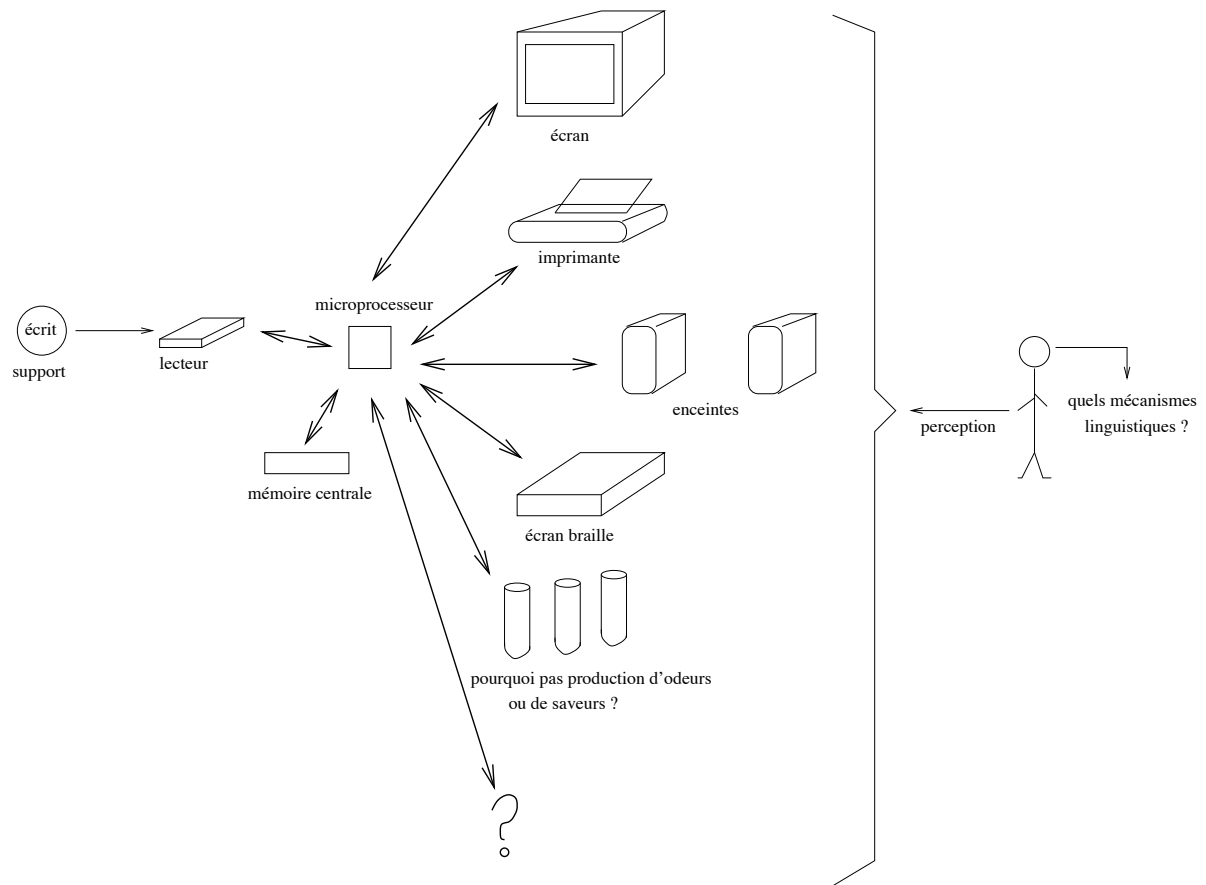 écran
imprimante
microprocesseur
écrit
support
lecteur
enceintes
quels mécanismes
linguistiques ?
perception
mémoire centrale
écran braille
pourquoi pas production d’odeurs
ou de saveurs ?
?